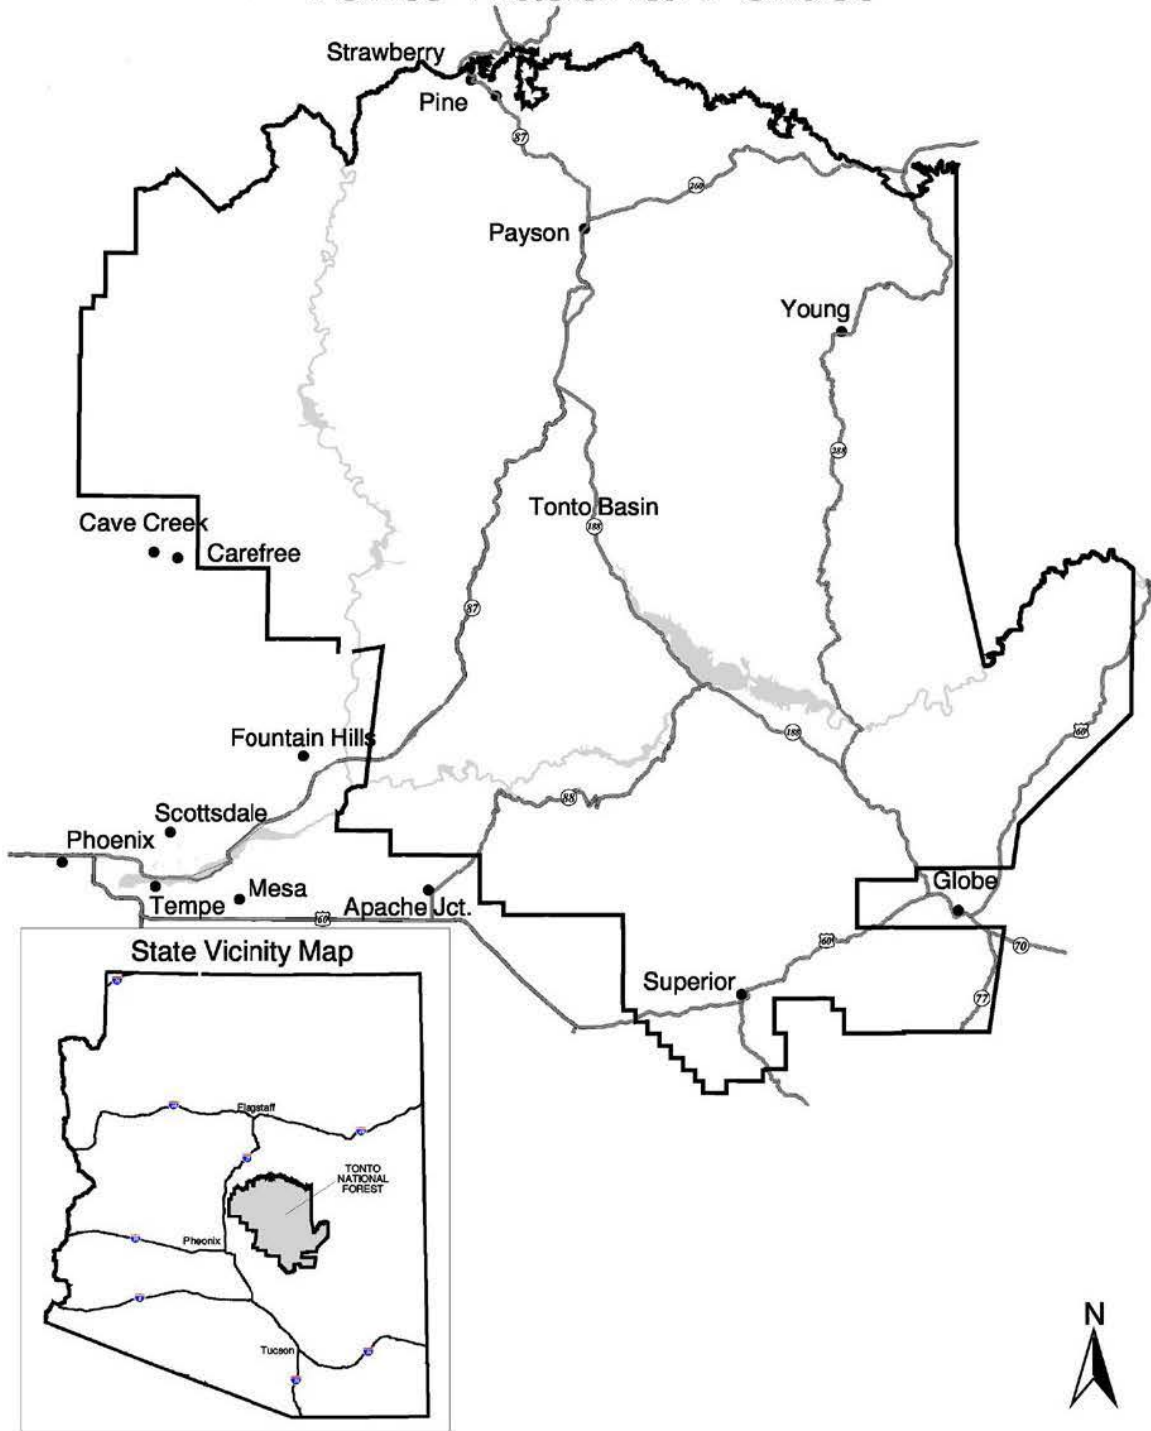 Strawberry
Pine
87
260
Payson
Young
288
Tonto Basin
188
Cave Creek
Carefree
87
Fountain Hills
188
60
88
Scottsdale
Phoenix
Tempe
Mesa
Apache Jct.
60
Globe
60
70
Superior
77
State Vicinity Map
Flagstaff
TONTO
NATIONAL
FOREST
Pheonix
Tucson
N